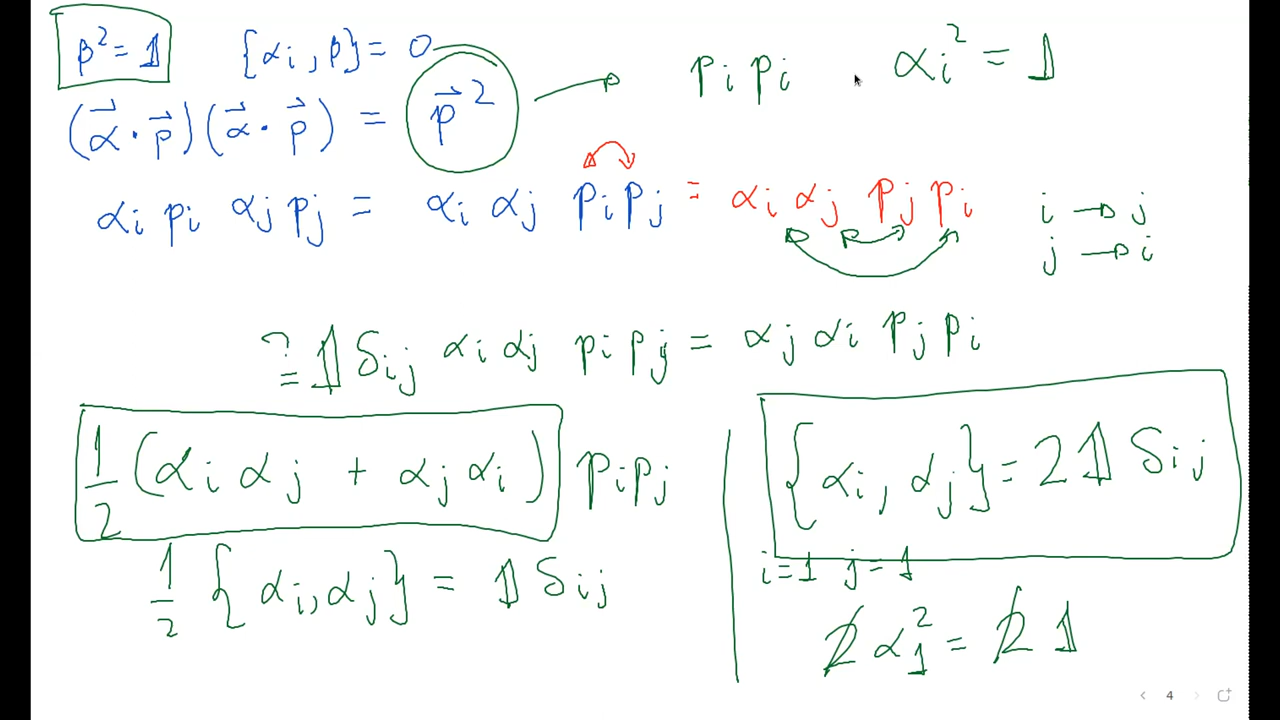 β² = 𝟙 {αi, β} = 0
pi pi αi² = 𝟙
(α⃗ · p⃗)(α⃗ · p⃗) = p⃗²
αi pi αj pj = αi αj pi pj = αi αj pj pi
i → j
j → i
?= 𝟙 δij αi αj pi pj = αj αi pj pi
1/2 (αi αj + αj αi) pi pj
{αi, αj} = 2 𝟙 δij
1/2 {αi, αj} = 𝟙 δij
i = 1 j = 1
2 α1² = 2 𝟙
4